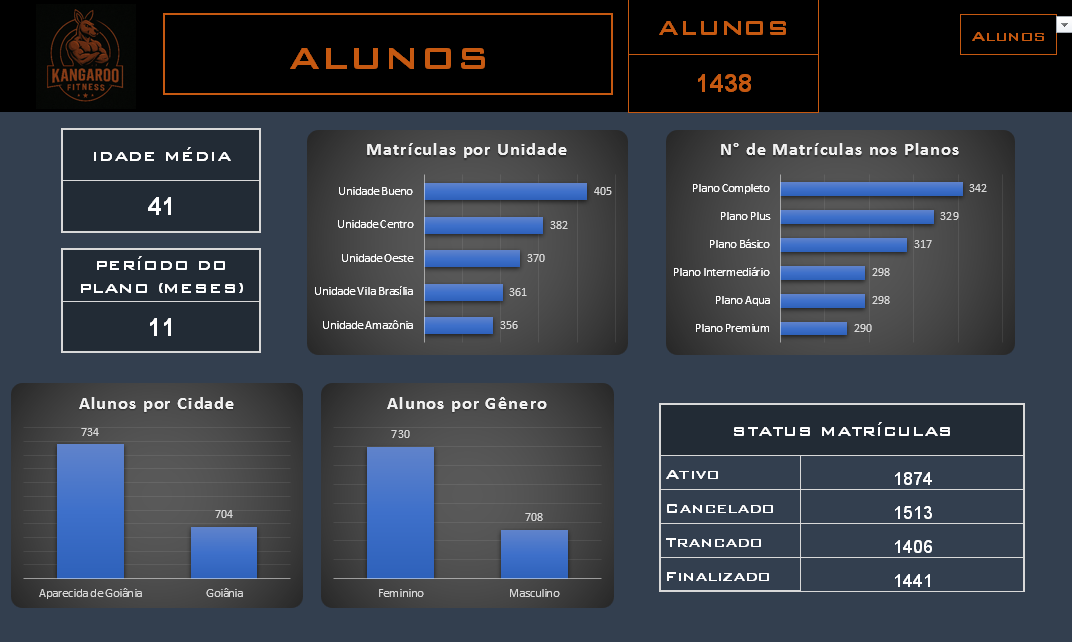 KANGAROO
FITNESS
ALUNOS
ALUNOS
1438
ALUNOS
IDADE MÉDIA
41
PERÍODO DO
PLANO (MESES)
11
Matrículas por Unidade
Unidade Bueno 405
Unidade Centro 382
Unidade Oeste 370
Unidade Vila Brasília 361
Unidade Amazônia 356
N° de Matrículas nos Planos
Plano Completo 342
Plano Plus 329
Plano Básico 317
Plano Intermediário 298
Plano Aqua 298
Plano Premium 290
Alunos por Cidade
734
704
Aparecida de Goiânia Goiânia
Alunos por Gênero
730
708
Feminino Masculino
STATUS MATRÍCULAS
ATIVO 1874
CANCELADO 1513
TRANCADO 1406
FINALIZADO 1441